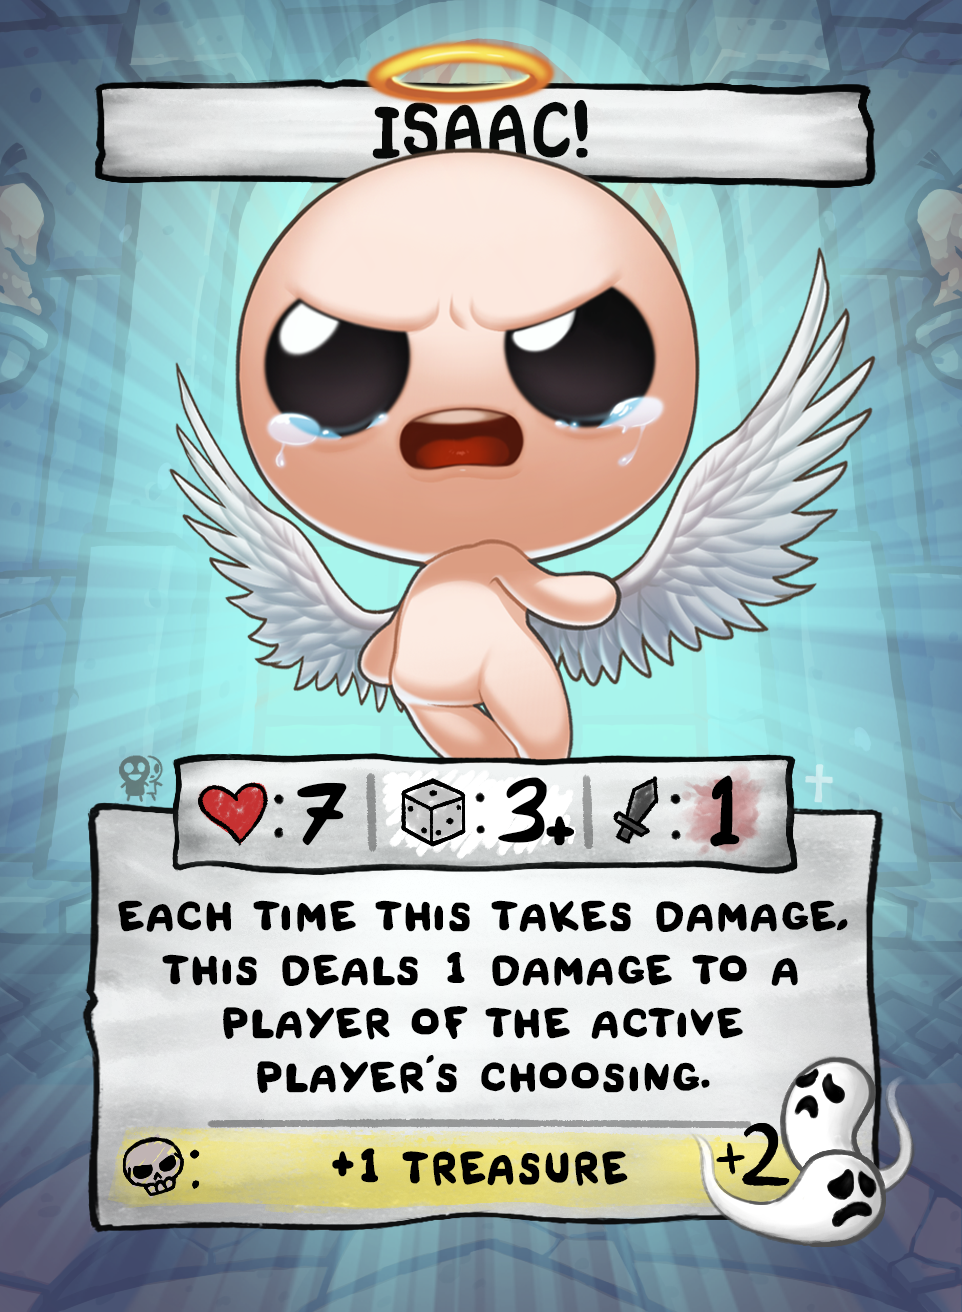 ISAAC!
: 7 : 3+ : 1
EACH TIME THIS TAKES DAMAGE,
THIS DEALS 1 DAMAGE TO A
PLAYER OF THE ACTIVE
PLAYER'S CHOOSING.
: +1 TREASURE +2